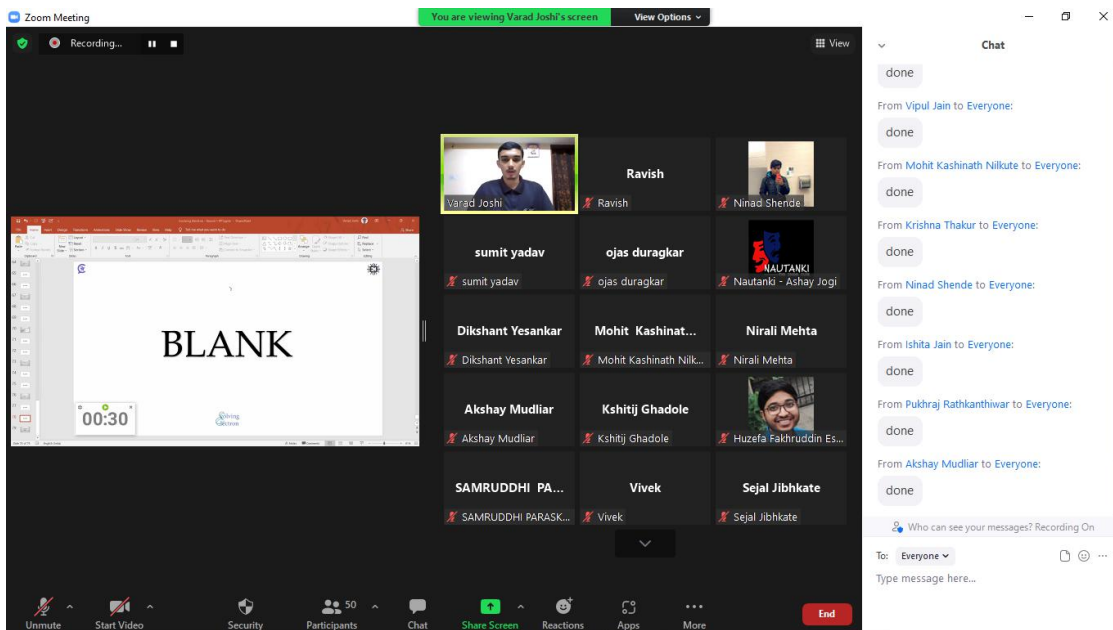 Zoom Meeting
You are viewing Varad Joshi's screen
View Options
Recording...
View
BLANK
00:30
Varad Joshi
Ravish
Ravish
Ninad Shende
sumit yadav
sumit yadav
ojas duragkar
ojas duragkar
NAUTANKI
Nautanki - Ashay Jogi
Dikshant Yesankar
Dikshant Yesankar
Mohit Kashinat...
Mohit Kashinath Nilk...
Nirali Mehta
Nirali Mehta
Akshay Mudliar
Akshay Mudliar
Kshitij Ghadole
Kshitij Ghadole
Huzefa Fakhruddin Es...
SAMRUDDHI PA...
SAMRUDDHI PARASK...
Vivek
Vivek
Sejal Jibhkate
Sejal Jibhkate
Unmute
Start Video
Security
50
Participants
Chat
Share Screen
Reactions
Apps
More
End
Chat
done
From Vipul Jain to Everyone:
done
From Mohit Kashinath Nilkute to Everyone:
done
From Krishna Thakur to Everyone:
done
From Ninad Shende to Everyone:
done
From Ishita Jain to Everyone:
done
From Pukhraj Rathkanthiwar to Everyone:
done
From Akshay Mudliar to Everyone:
done
Who can see your messages? Recording On
To: Everyone
Type message here...